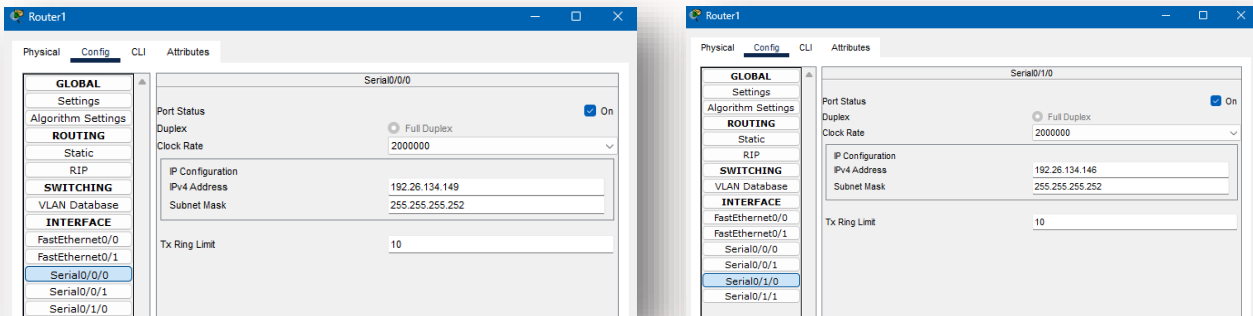 Router1
Physical Config CLI Attributes
GLOBAL
Settings
Algorithm Settings
ROUTING
Static
RIP
SWITCHING
VLAN Database
INTERFACE
FastEthernet0/0
FastEthernet0/1
Serial0/0/0
Serial0/0/1
Serial0/1/0
Serial0/0/0
Port Status On
Duplex Full Duplex
Clock Rate 2000000
IP Configuration
IPv4 Address 192.26.134.149
Subnet Mask 255.255.255.252
Tx Ring Limit 10
Router1
Physical Config CLI Attributes
GLOBAL
Settings
Algorithm Settings
ROUTING
Static
RIP
SWITCHING
VLAN Database
INTERFACE
FastEthernet0/0
FastEthernet0/1
Serial0/0/0
Serial0/0/1
Serial0/1/0
Serial0/1/1
Serial0/1/0
Port Status On
Duplex Full Duplex
Clock Rate 2000000
IP Configuration
IPv4 Address 192.26.134.146
Subnet Mask 255.255.255.252
Tx Ring Limit 10